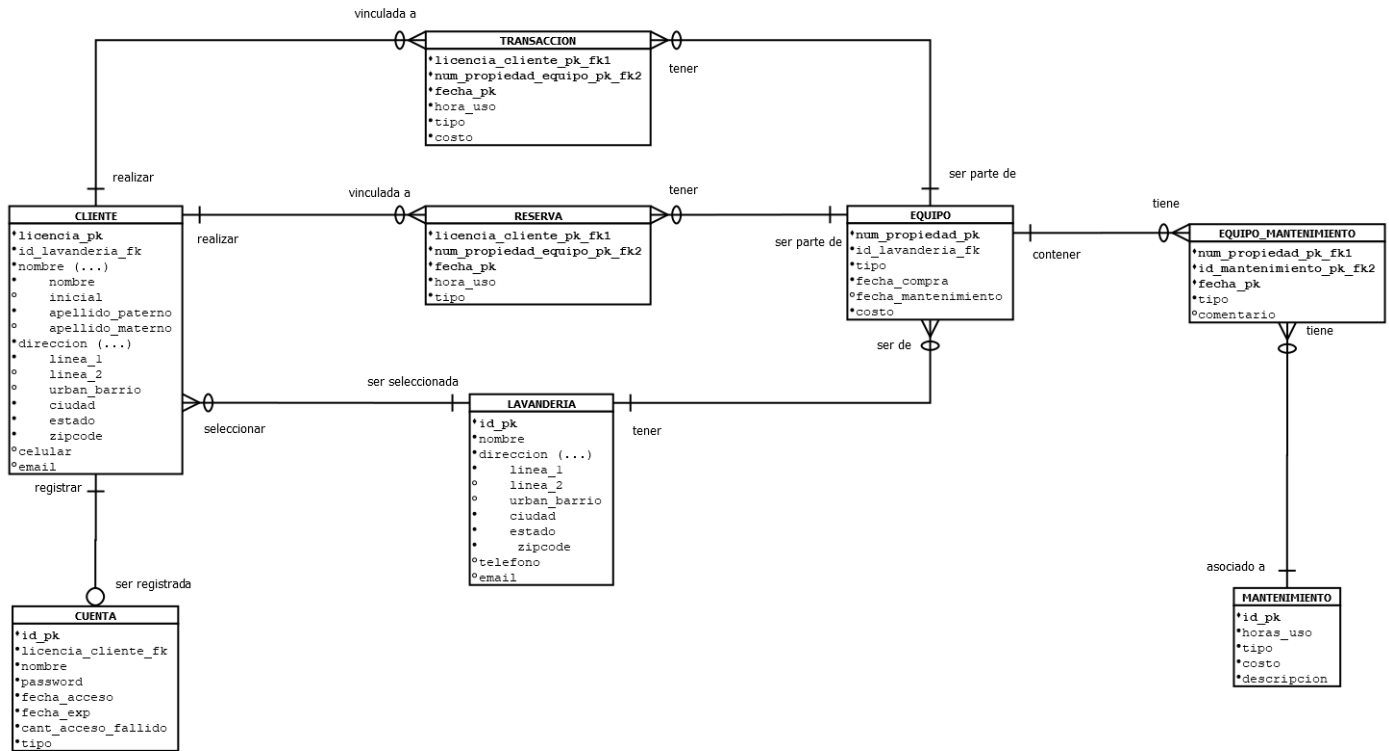 vinculada a
TRANSACCION
licencia_cliente_pk_fk1
num_propiedad_equipo_pk_fk2
fecha_pk
hora_uso
tipo
costo
tener
realizar
ser parte de
vinculada a
tener
tiene
CLIENTE
licencia_pk
id_lavanderia_fk
nombre (...)
nombre
inicial
apellido_paterno
apellido_materno
direccion (...)
linea_1
linea_2
urban_barrio
ciudad
estado
zipcode
celular
email
realizar
RESERVA
licencia_cliente_pk_fk1
num_propiedad_equipo_pk_fk2
fecha_pk
hora_uso
tipo
ser parte de
EQUIPO
num_propiedad_pk
id_lavanderia_fk
tipo
fecha_compra
fecha_mantenimiento
costo
contener
EQUIPO_MANTENIMIENTO
num_propiedad_pk_fk1
id_mantenimiento_pk_fk2
fecha_pk
tipo
comentario
tiene
ser de
ser seleccionada
seleccionar
LAVANDERIA
id_pk
nombre
direccion (...)
linea_1
linea_2
urban_barrio
ciudad
estado
zipcode
telefono
email
tener
registrar
ser registrada
CUENTA
id_pk
licencia_cliente_fk
nombre
password
fecha_acceso
fecha_exp
cant_acceso_fallido
tipo
asociado a
MANTENIMIENTO
id_pk
horas_uso
tipo
costo
descripcion